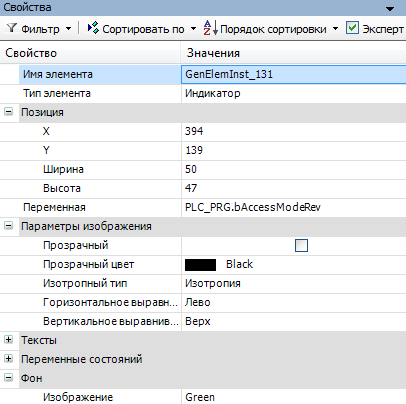 Свойства
Фильтр Сортировать по Порядок сортировки Эксперт
Свойство Значения
Имя элемента GenElemInst_131
Тип элемента Индикатор
Позиция
X 394
Y 139
Ширина 50
Высота 47
Переменная PLC_PRG.bAccessModeRev
Параметры изображения
Прозрачный
Прозрачный цвет Black
Изотропный тип Изотропия
Горизонтальное выравн... Лево
Вертикальное выравнив... Верх
Тексты
Переменные состояний
Фон
Изображение Green